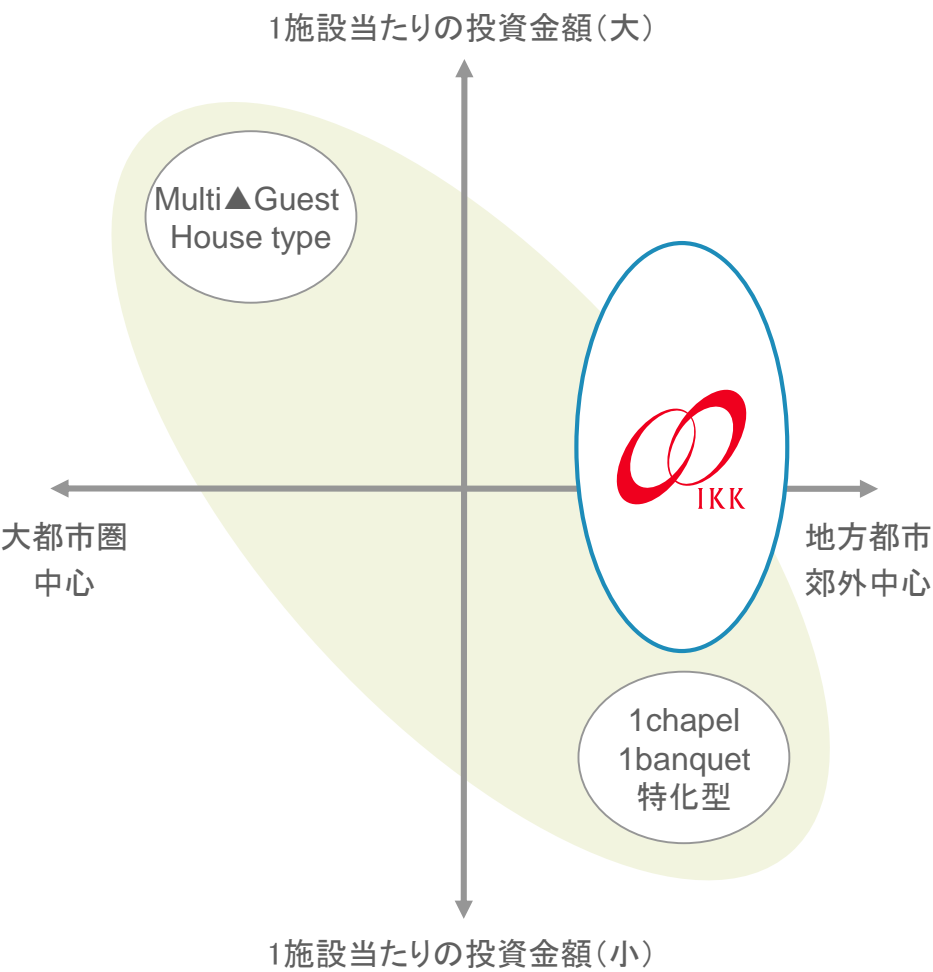 1施設当たりの投資金額（大）
Multi▲Guest
House type
IKK
大都市圏
中心
地方都市
郊外中心
1chapel
1banquet
特化型
1施設当たりの投資金額（小）